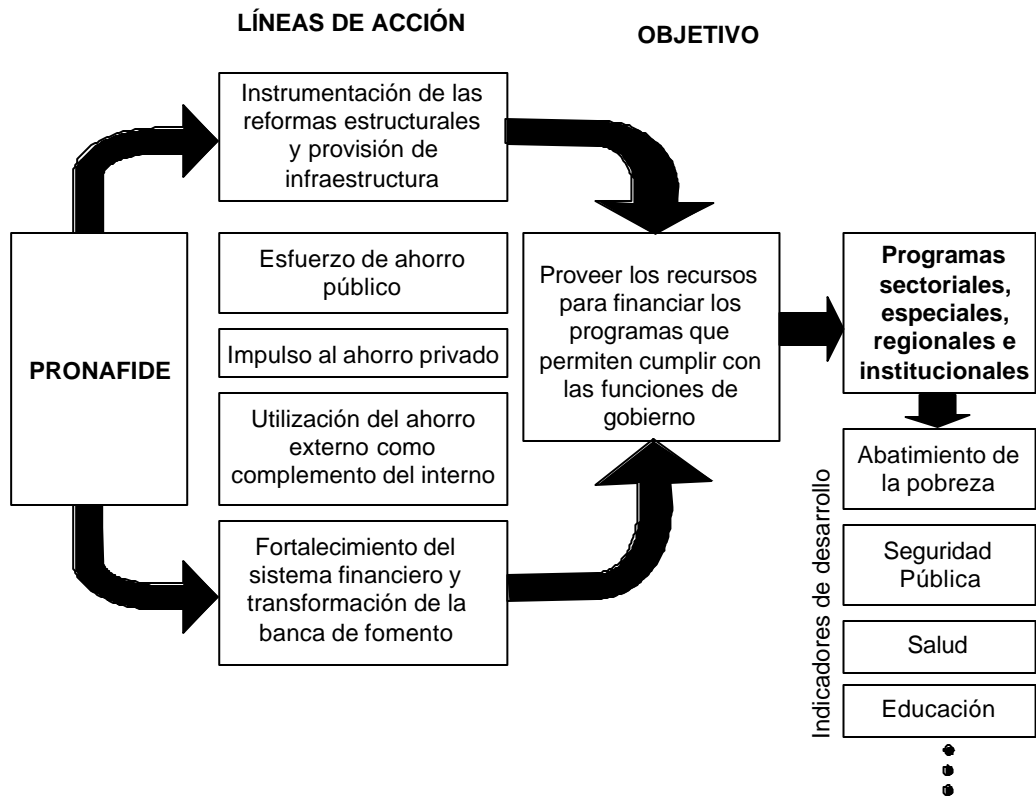 LÍNEAS DE ACCIÓN
OBJETIVO
PRONAFIDE
Instrumentación de las
reformas estructurales
y provisión de
infraestructura
Esfuerzo de ahorro
público
Impulso al ahorro privado
Utilización del ahorro
externo como
complemento del interno
Fortalecimiento del
sistema financiero y
transformación de la
banca de fomento
Proveer los recursos
para financiar los
programas que
permiten cumplir con
las funciones de
gobierno
Programas
sectoriales,
especiales,
regionales e
institucionales
Indicadores de desarrollo
Abatimiento de
la pobreza
Seguridad
Pública
Salud
Educación